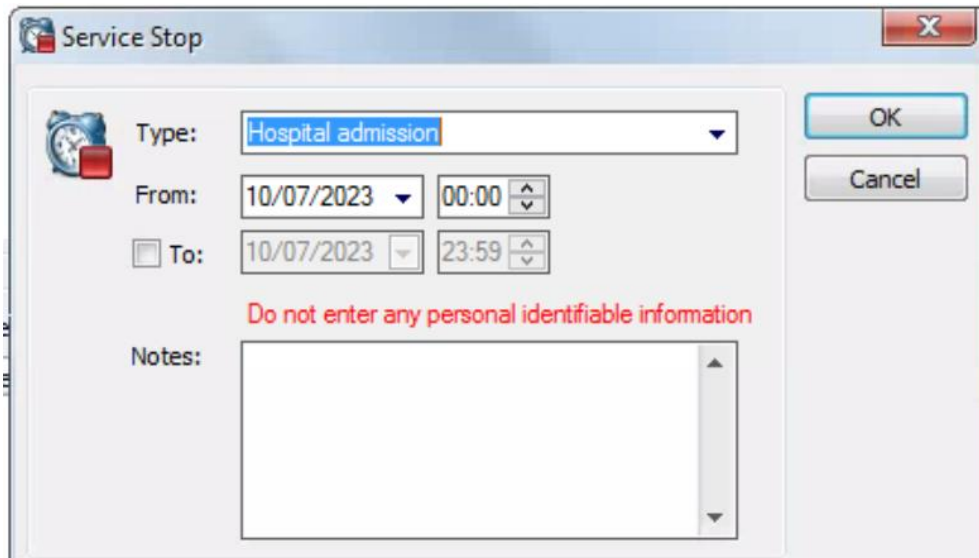 Service Stop
Type: Hospital admission
OK
From: 10/07/2023 00:00
Cancel
To: 10/07/2023 23:59
Do not enter any personal identifiable information
Notes: